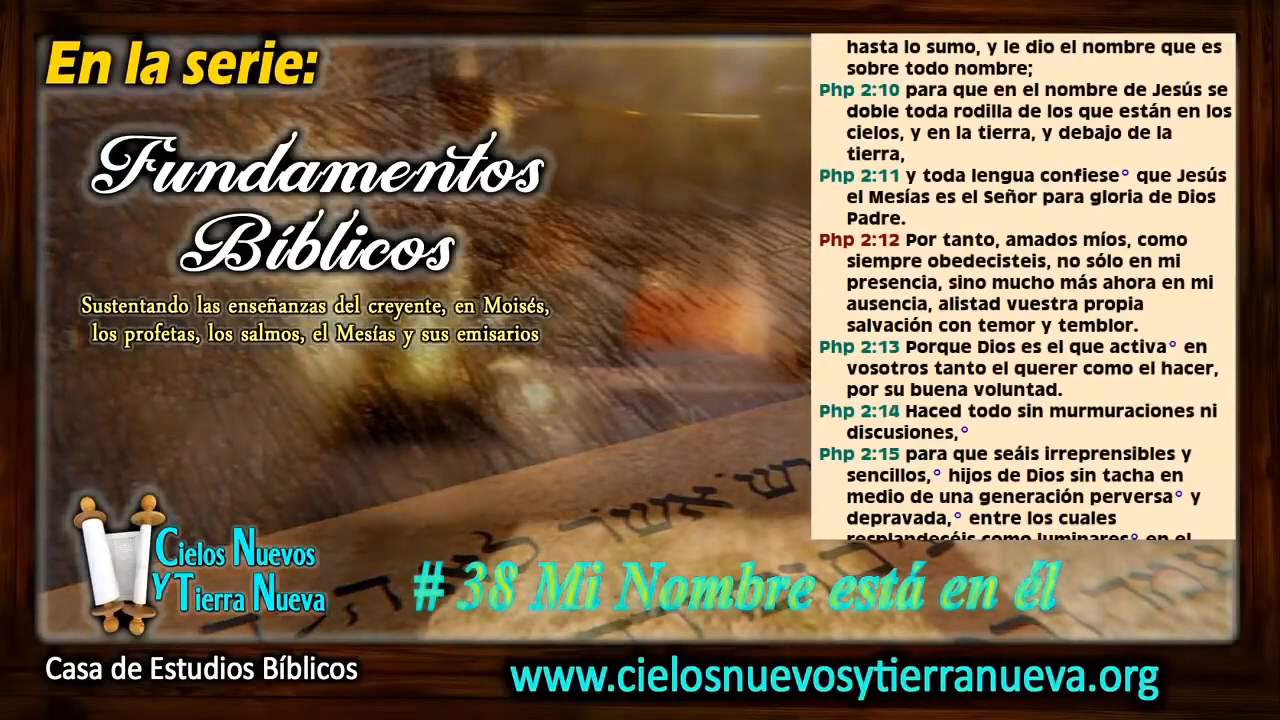 En la serie:
Fundamentos
Bíblicos
Sustentando las enseñanzas del creyente, en Moisés,
los profetas, los salmos, el Mesías y sus emisarios
hasta lo sumo, y le dio el nombre que es
sobre todo nombre;
Php 2:10 para que en el nombre de Jesús se
doble toda rodilla de los que están en los
cielos, y en la tierra, y debajo de la
tierra,
Php 2:11 y toda lengua confiese° que Jesús
el Mesías es el Señor para gloria de Dios
Padre.
Php 2:12 Por tanto, amados míos, como
siempre obedecisteis, no sólo en mi
presencia, sino mucho más ahora en mi
ausencia, alistad vuestra propia
salvación con temor y temblor.
Php 2:13 Porque Dios es el que activa° en
vosotros tanto el querer como el hacer,
por su buena voluntad.
Php 2:14 Haced todo sin murmuraciones ni
discusiones,°
Php 2:15 para que seáis irreprensibles y
sencillos,° hijos de Dios sin tacha en
medio de una generación perversa° y
depravada,° entre los cuales
resplandecéis como luminares° en el
אשר
Cielos Nuevos
Y Tierra Nueva
# 38 Mi Nombre está en él
Casa de Estudios Bíblicos
www.cielosnuevosytierranueva.org